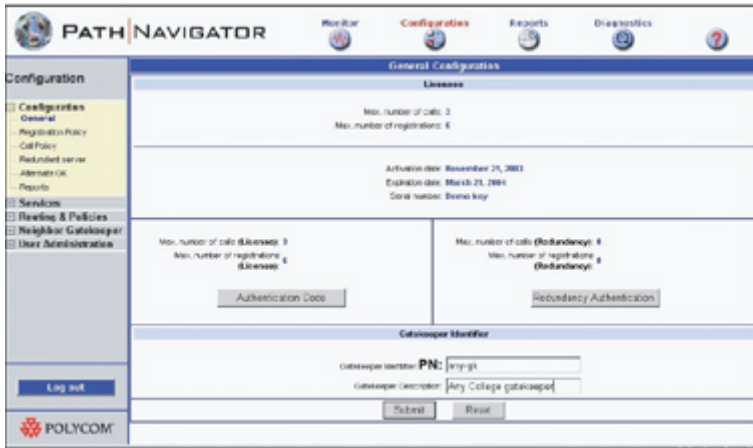 PATH NAVIGATOR
Monitor
Configuration
Reports
Diagnostics
?
Configuration
General Configuration
Licenses
Configuration
General
Registration Policy
Call Policy
Redundant server
Alternate GK
Reports
Services
Routing & Policies
Neighbor Gatekeeper
User Administration
Max. number of calls: 3
Max. number of registrations: 6
Activation date: November 21, 2003
Expiration date: March 21, 2004
Serial number: Demo key
Max. number of calls (License): 3
Max. number of registrations (License): 6
Authentication Code
Max. number of calls (Redundancy): 0
Max. number of registrations (Redundancy): 0
Redundancy Authentication
Gatekeeper Identifier
Gatekeeper Identifier: PN: any-gk
Gatekeeper Description: Any College gatekeeper
Submit
Reset
Log out
POLYCOM